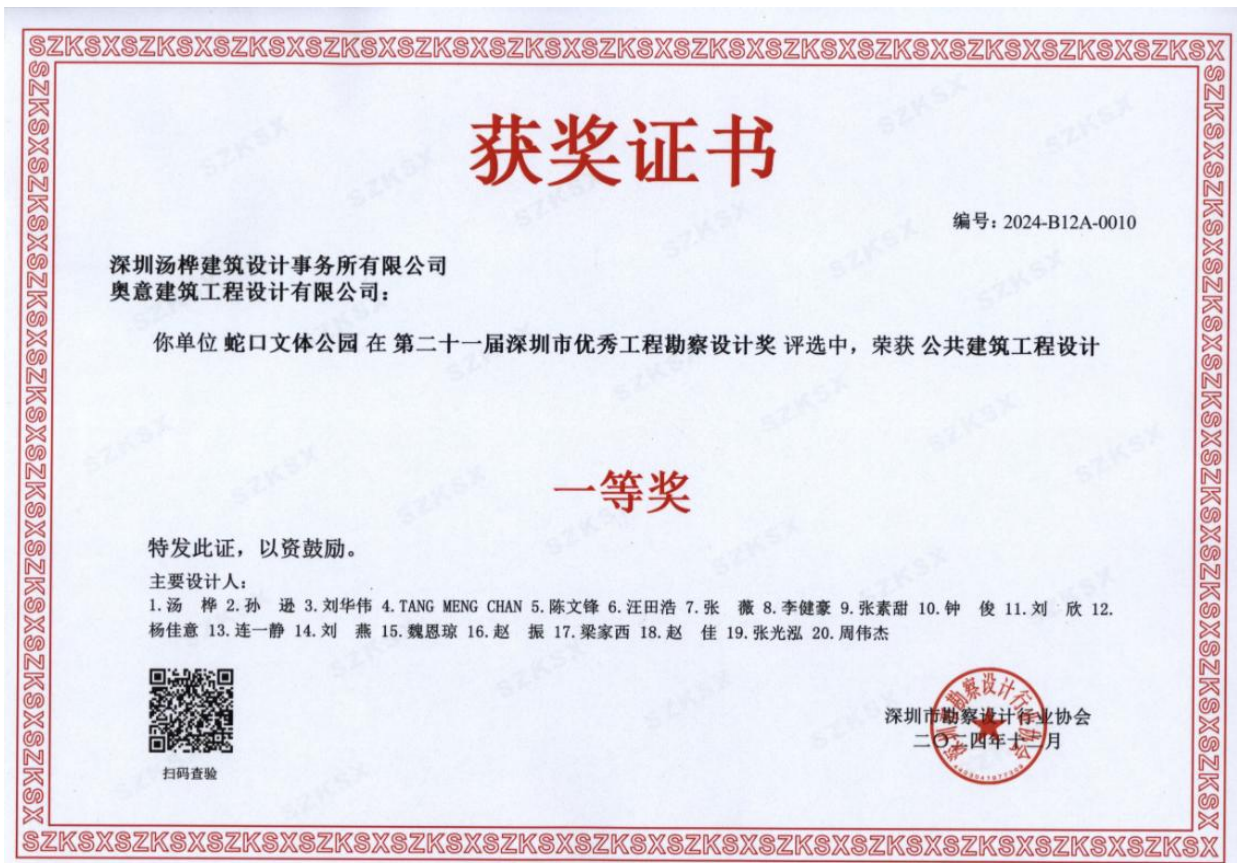 SZKSXSZKSXSZKSXSZKSXSZKSXSZKSXSZKSXSZKSXSZKSXSZKSXSZKSX
获奖证书
编号: 2024-B12A-0010
深圳汤桦建筑设计事务所有限公司
奥意建筑工程设计有限公司：
你单位 蛇口文体公园 在 第二十一届深圳市优秀工程勘察设计奖 评选中，荣获 公共建筑工程设计
一等奖
特发此证，以资鼓励。
主要设计人：
1.汤 桦 2.孙 逊 3.刘华伟 4.TANG MENG CHAN 5.陈文锋 6.汪田浩 7.张 薇 8.李健豪 9.张素甜 10.钟 俊 11.刘 欣 12.
杨佳意 13.连一静 14.刘 燕 15.魏恩琼 16.赵 振 17.梁家西 18.赵 佳 19.张光泓 20.周伟杰
扫码查验
深圳市勘察设计行业协会
二〇二四年十二月